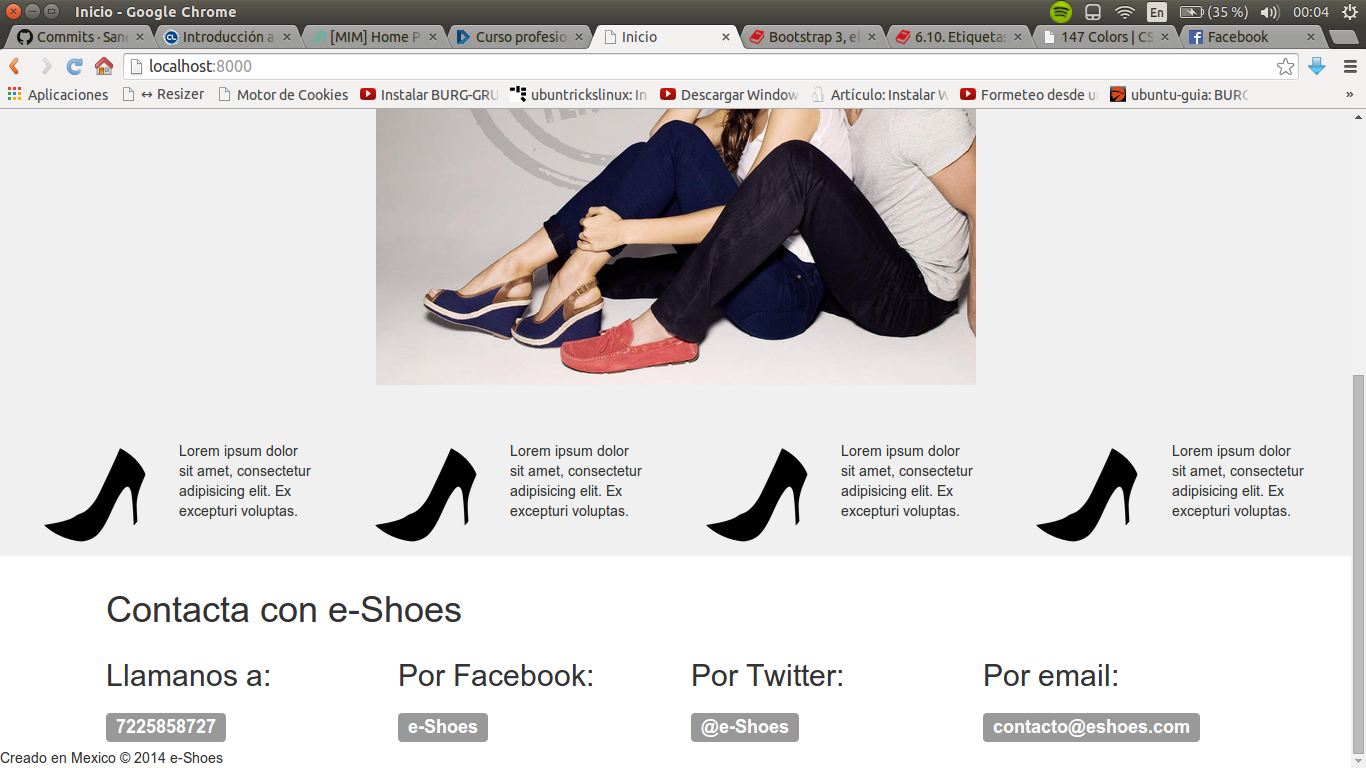 Inicio - Google Chrome
En (35 %) 00:04
Commits · San
Introducción a
[MIM] Home P
Curso profesio
Inicio
Bootstrap 3, el
6.10. Etiqueta
147 Colors | CS
Facebook
localhost:8000
Aplicaciones
↔ Resizer
Motor de Cookies
Instalar BURG-GRU
ubuntrickslinux: In
Descargar Window
Artículo: Instalar W
Formeteo desde u
ubuntu-guia: BURG
»
Lorem ipsum dolor
sit amet, consectetur
adipisicing elit. Ex
excepturi voluptas.
Lorem ipsum dolor
sit amet, consectetur
adipisicing elit. Ex
excepturi voluptas.
Lorem ipsum dolor
sit amet, consectetur
adipisicing elit. Ex
excepturi voluptas.
Lorem ipsum dolor
sit amet, consectetur
adipisicing elit. Ex
excepturi voluptas.
Contacta con e-Shoes
Llamanos a:
7225858727
Por Facebook:
e-Shoes
Por Twitter:
@e-Shoes
Por email:
contacto@eshoes.com
Creado en Mexico © 2014 e-Shoes